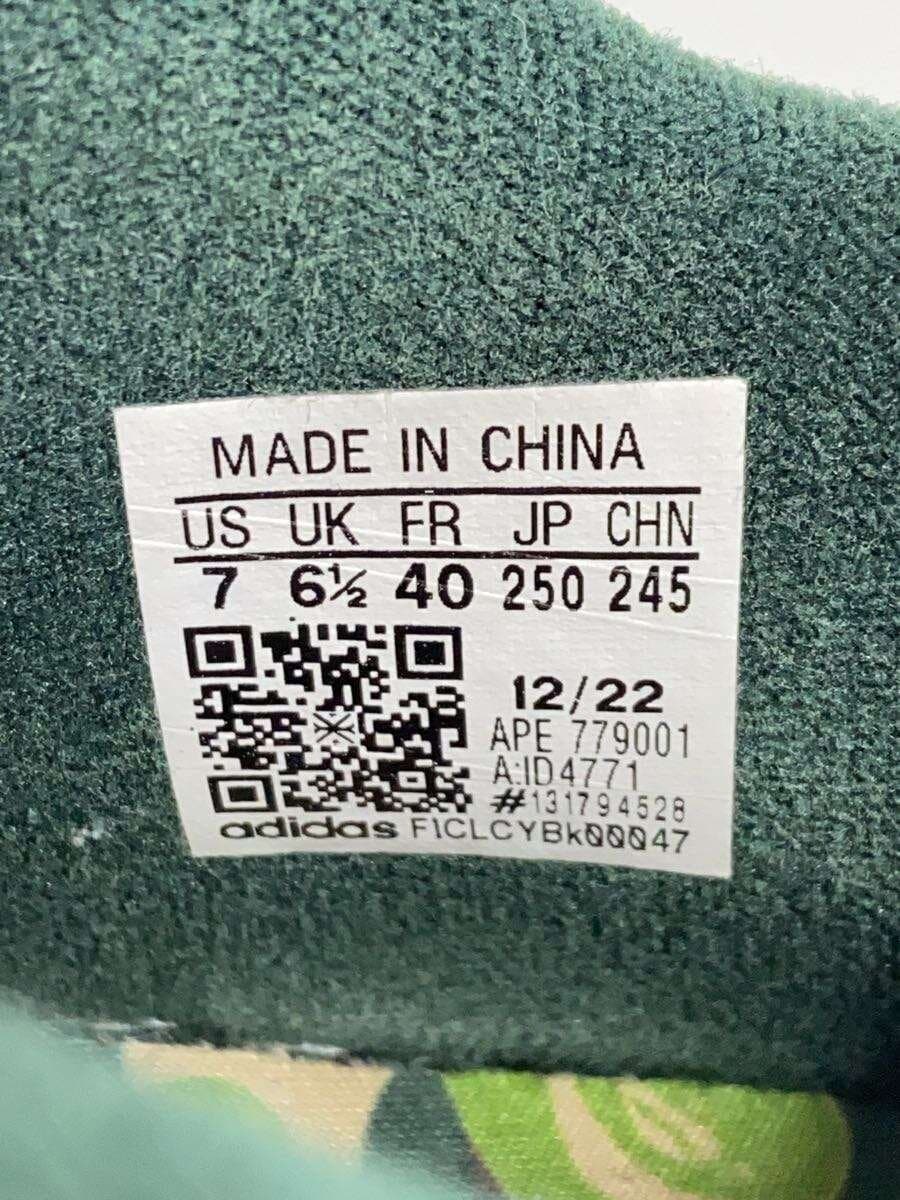 MADE IN CHINA
US UK FR JP CHN
7 6½ 40 250 245
12/22
APE 779001
A:ID4771
#131794528
adidas F1CLCYBk00047